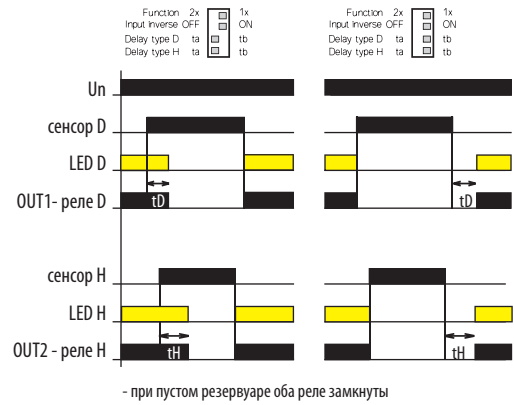 Function 2x 1x
Input Inverse OFF ON
Delay type D ta tb
Delay type H ta tb
Function 2x 1x
Input Inverse OFF ON
Delay type D ta tb
Delay type H ta tb
Un
сенсор D
LED D
OUT1- реле D
tD
tD
сенсор H
LED H
OUT2 - реле H
tH
tH
- при пустом резервуаре оба реле замкнуты